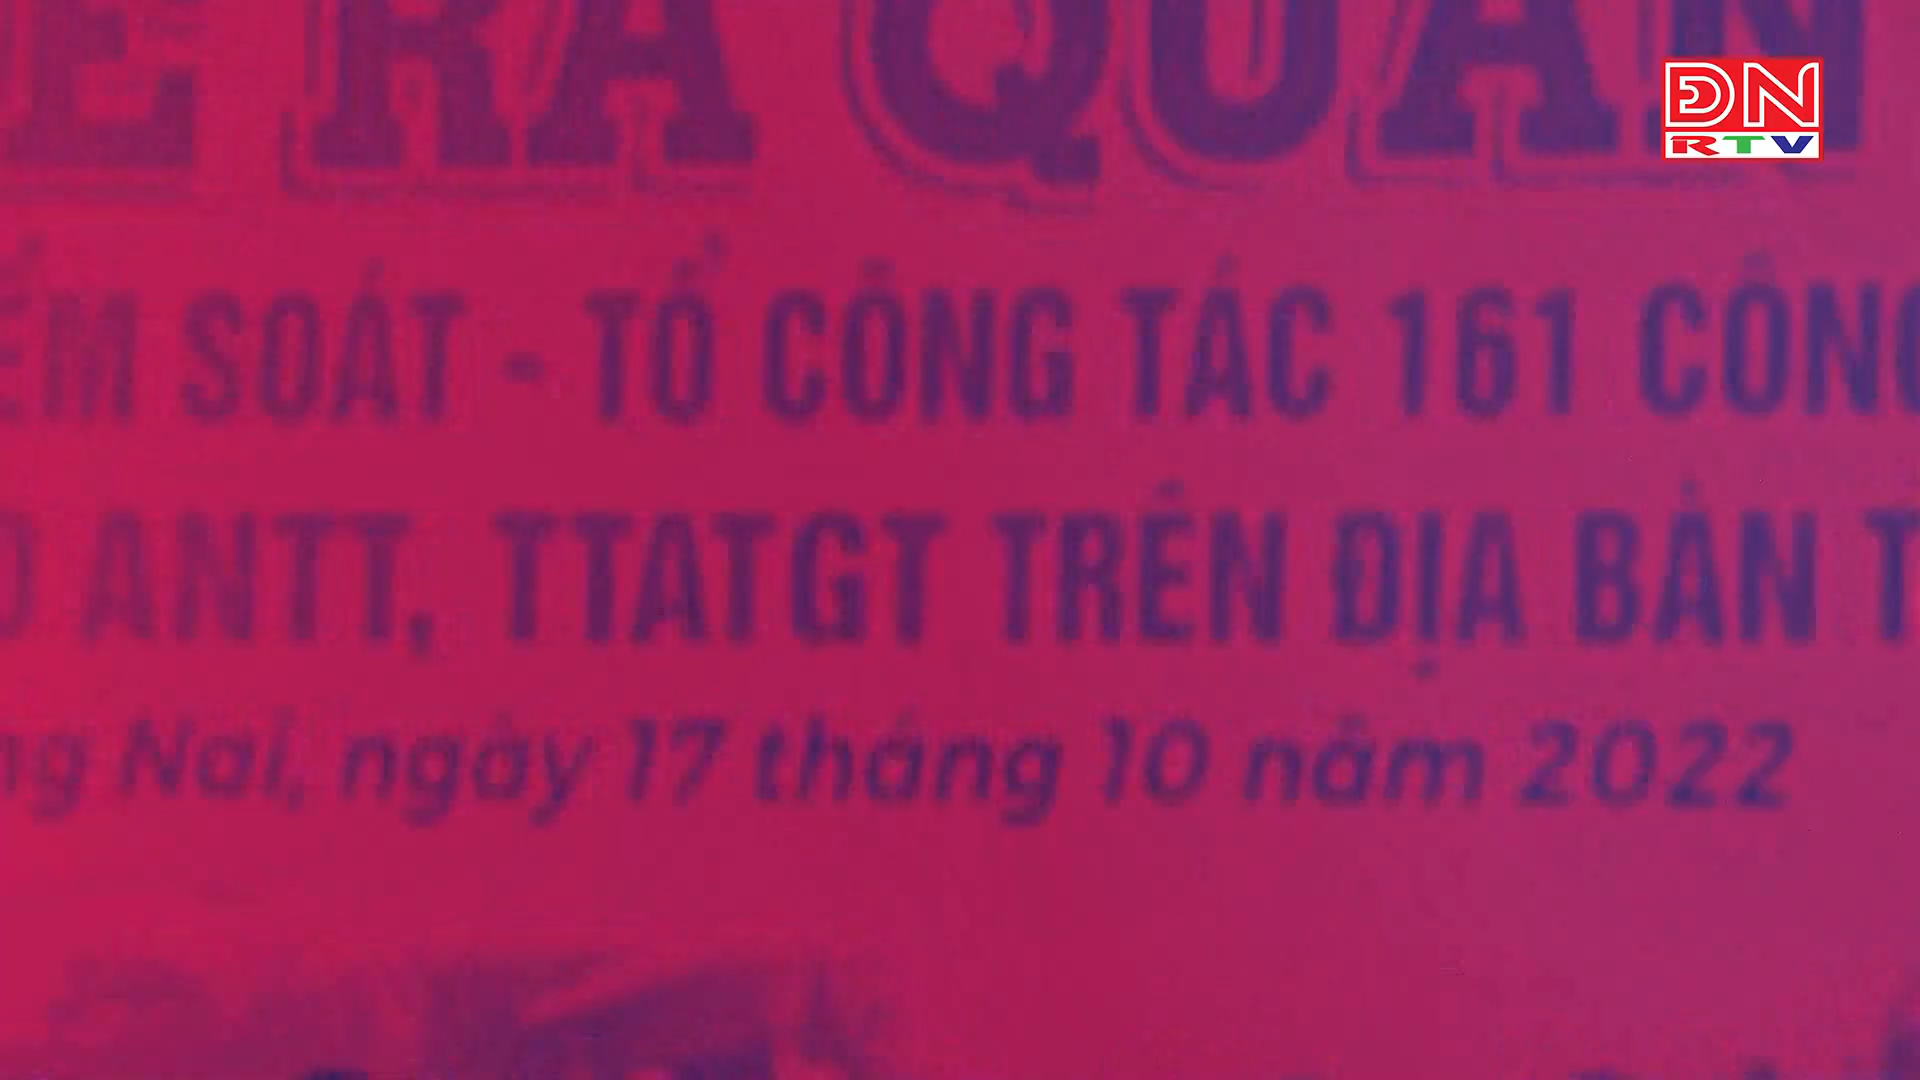 RA QUÂN
SOÁT - TỔ CÔNG TÁC 161
ANTT, TTATGT TRÊN ĐỊA BÀN
Nai, ngày 17 tháng 10 năm 2022
ĐN
RTV